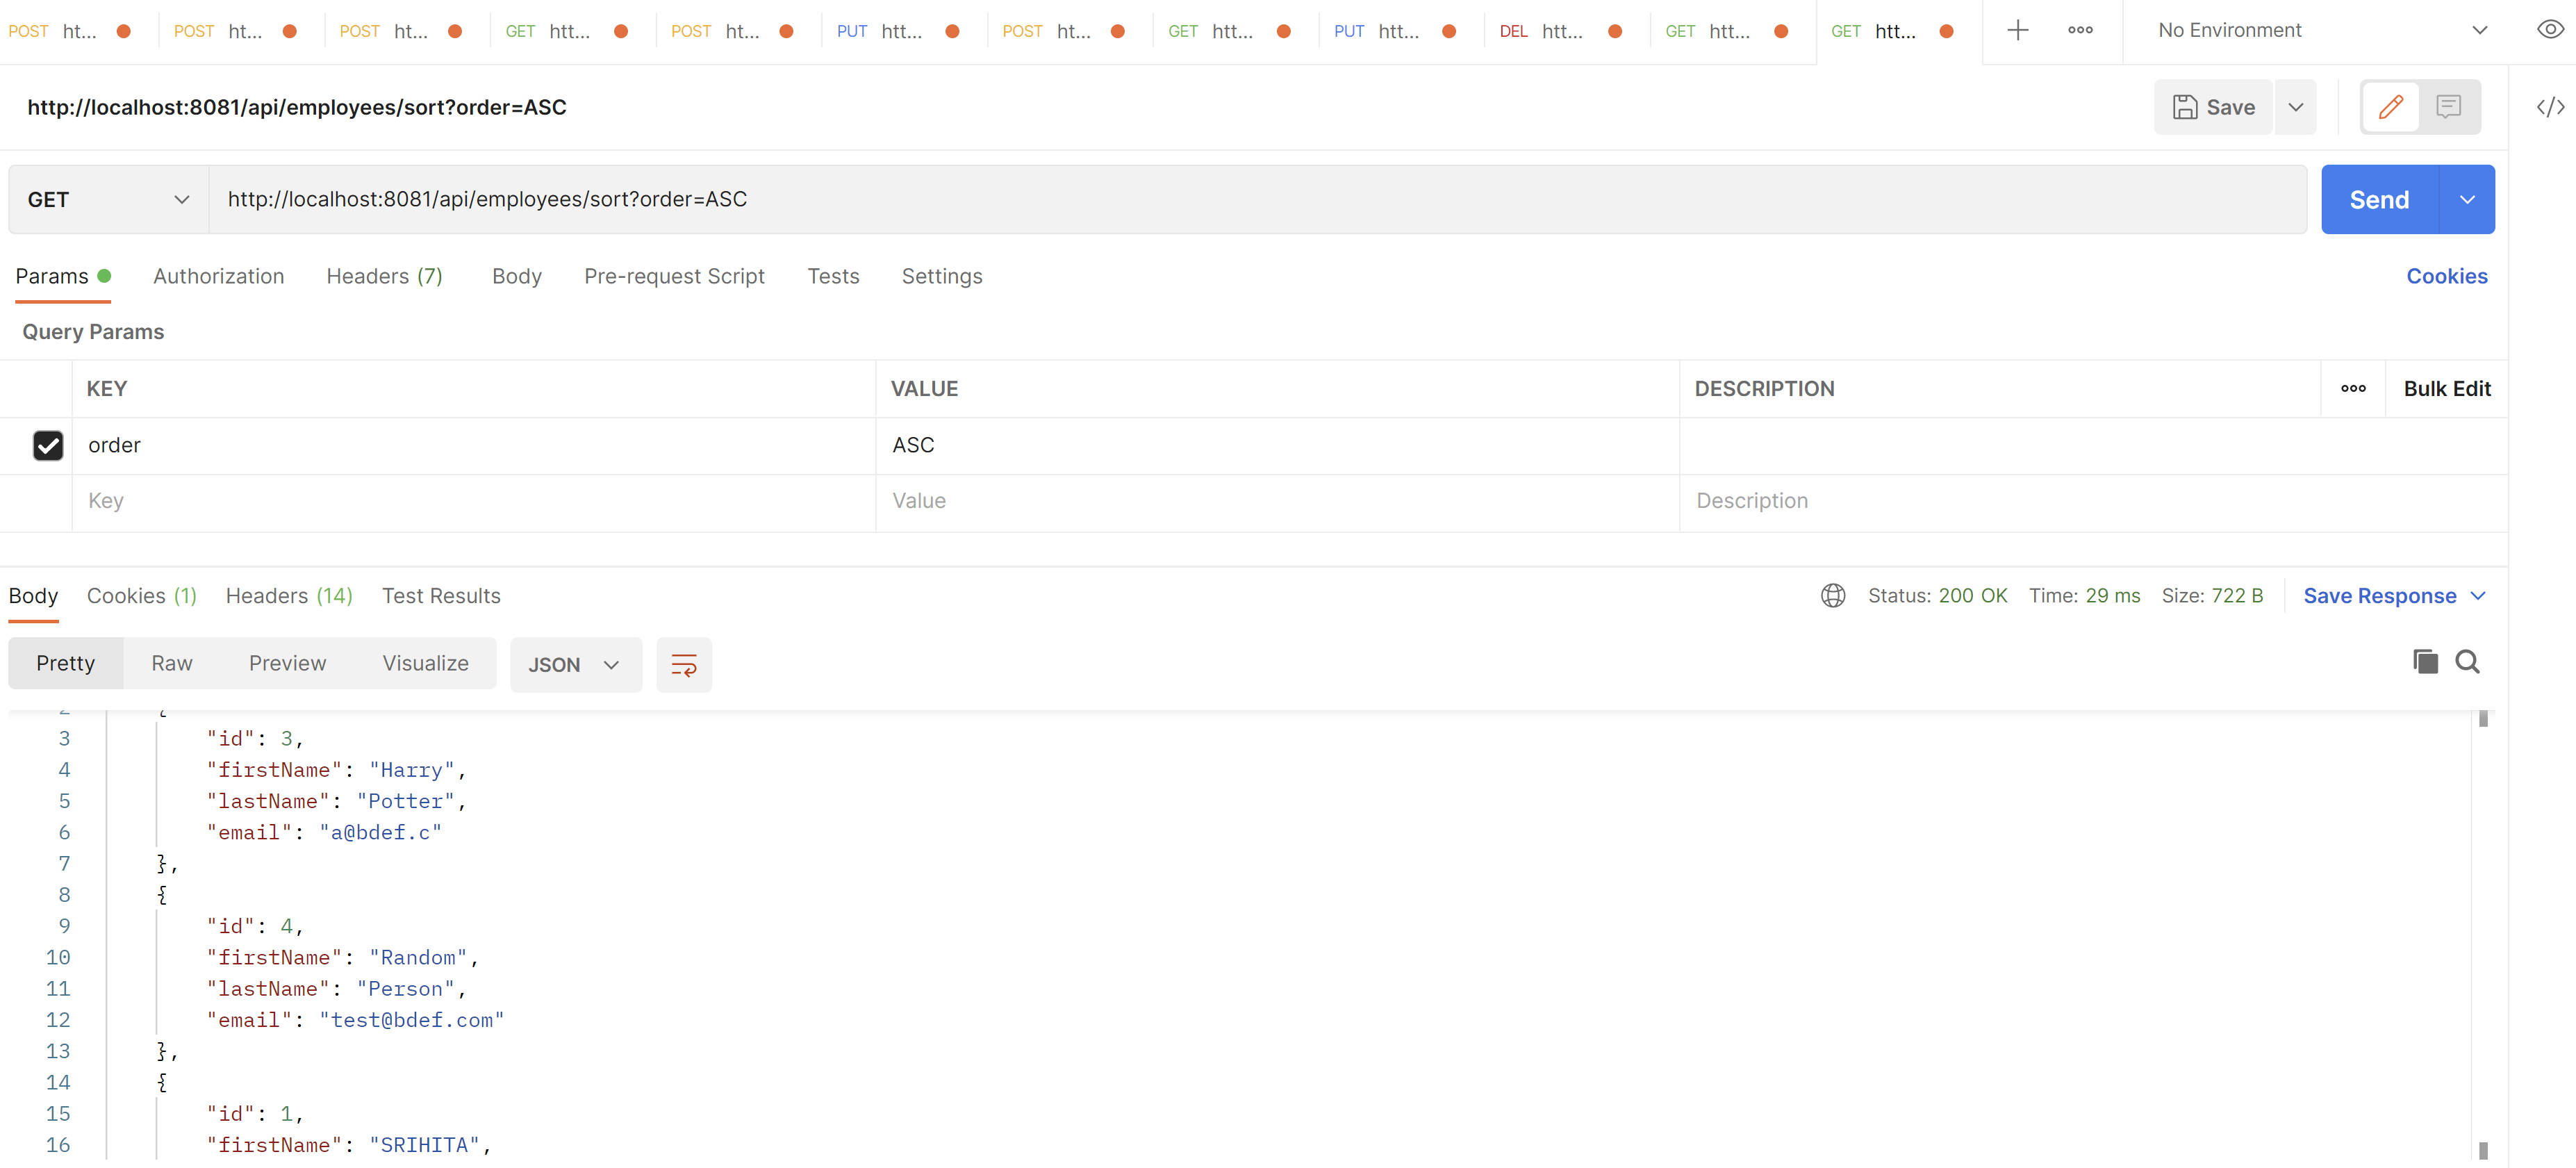 POST ht... POST ht... POST ht... GET htt... POST ht... PUT htt... POST ht... GET htt... PUT htt... DEL htt... GET htt... GET htt... No Environment
http://localhost:8081/api/employees/sort?order=ASC Save
GET http://localhost:8081/api/employees/sort?order=ASC Send
Params Authorization Headers (7) Body Pre-request Script Tests Settings Cookies
Query Params
KEY VALUE DESCRIPTION Bulk Edit
order ASC
Key Value Description
Body Cookies (1) Headers (14) Test Results Status: 200 OK Time: 29 ms Size: 722 B Save Response
Pretty Raw Preview Visualize JSON
2 {
3 "id": 3,
4 "firstName": "Harry",
5 "lastName": "Potter",
6 "email": "a@bdef.c"
7 },
8 {
9 "id": 4,
10 "firstName": "Random",
11 "lastName": "Person",
12 "email": "test@bdef.com"
13 },
14 {
15 "id": 1,
16 "firstName": "SRIHITA",